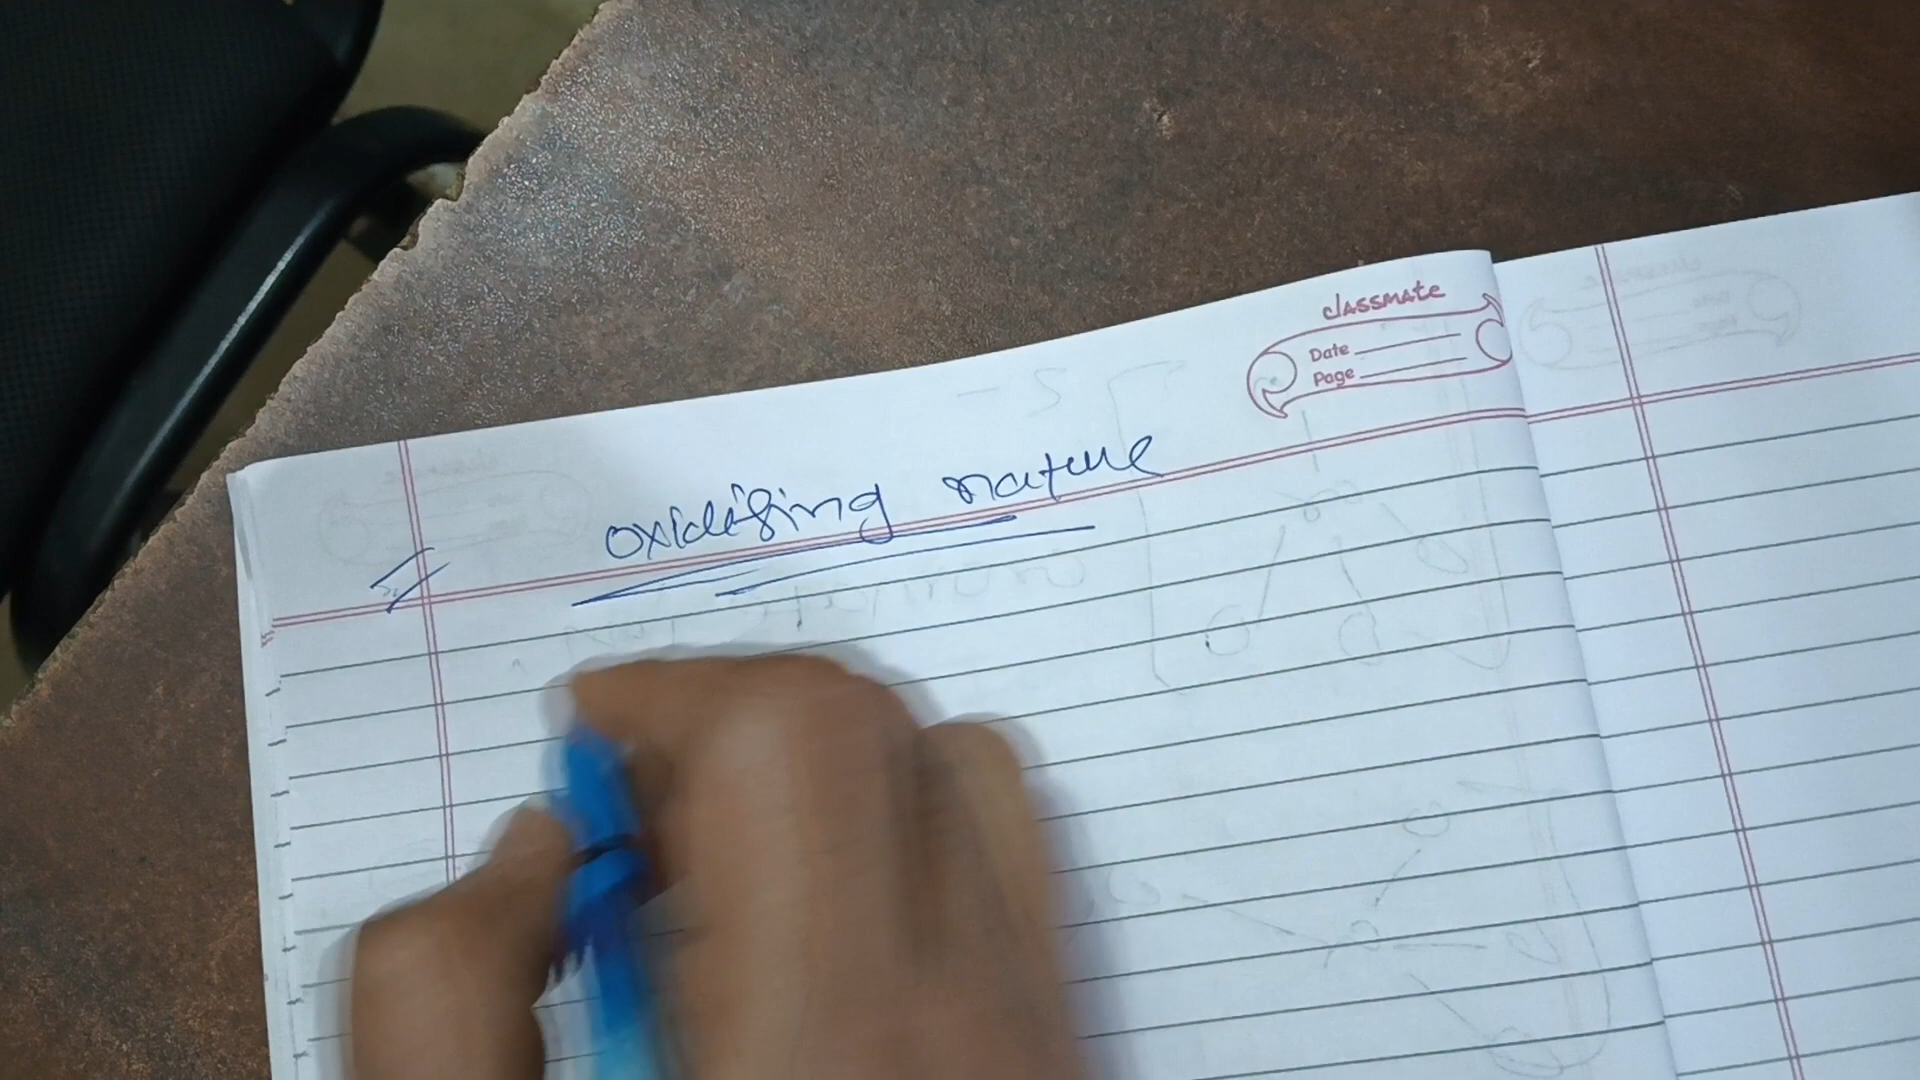 classmate
Date
Page
oxidising nature